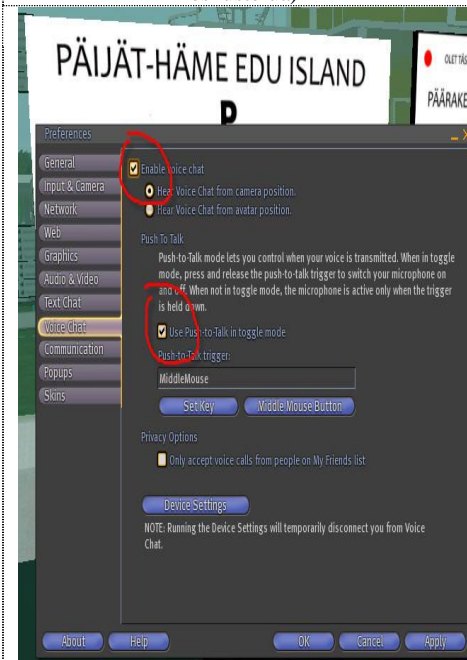 PÄIJÄT-HÄME EDU ISLAND
P
OLET TÄS
PÄÄRAKE
Preferences
General
Input & Camera
Network
Web
Graphics
Audio & Video
Text Chat
Voice Chat
Communication
Popups
Skins
Enable voice chat
Hear Voice Chat from camera position.
Hear Voice Chat from avatar position.
Push To Talk
Push-to-Talk mode lets you control when your voice is transmitted. When in toggle
mode, press and release the push-to-talk trigger to switch your microphone on
and off. When not in toggle mode, the microphone is active only when the trigger
is held down.
Use Push-to-Talk in toggle mode
Push-to-Talk trigger:
MiddleMouse
Set Key
Middle Mouse Button
Privacy Options
Only accept voice calls from people on My Friends list
Device Settings
NOTE: Running the Device Settings will temporarily disconnect you from Voice
Chat.
About
Help
OK
Cancel
Apply